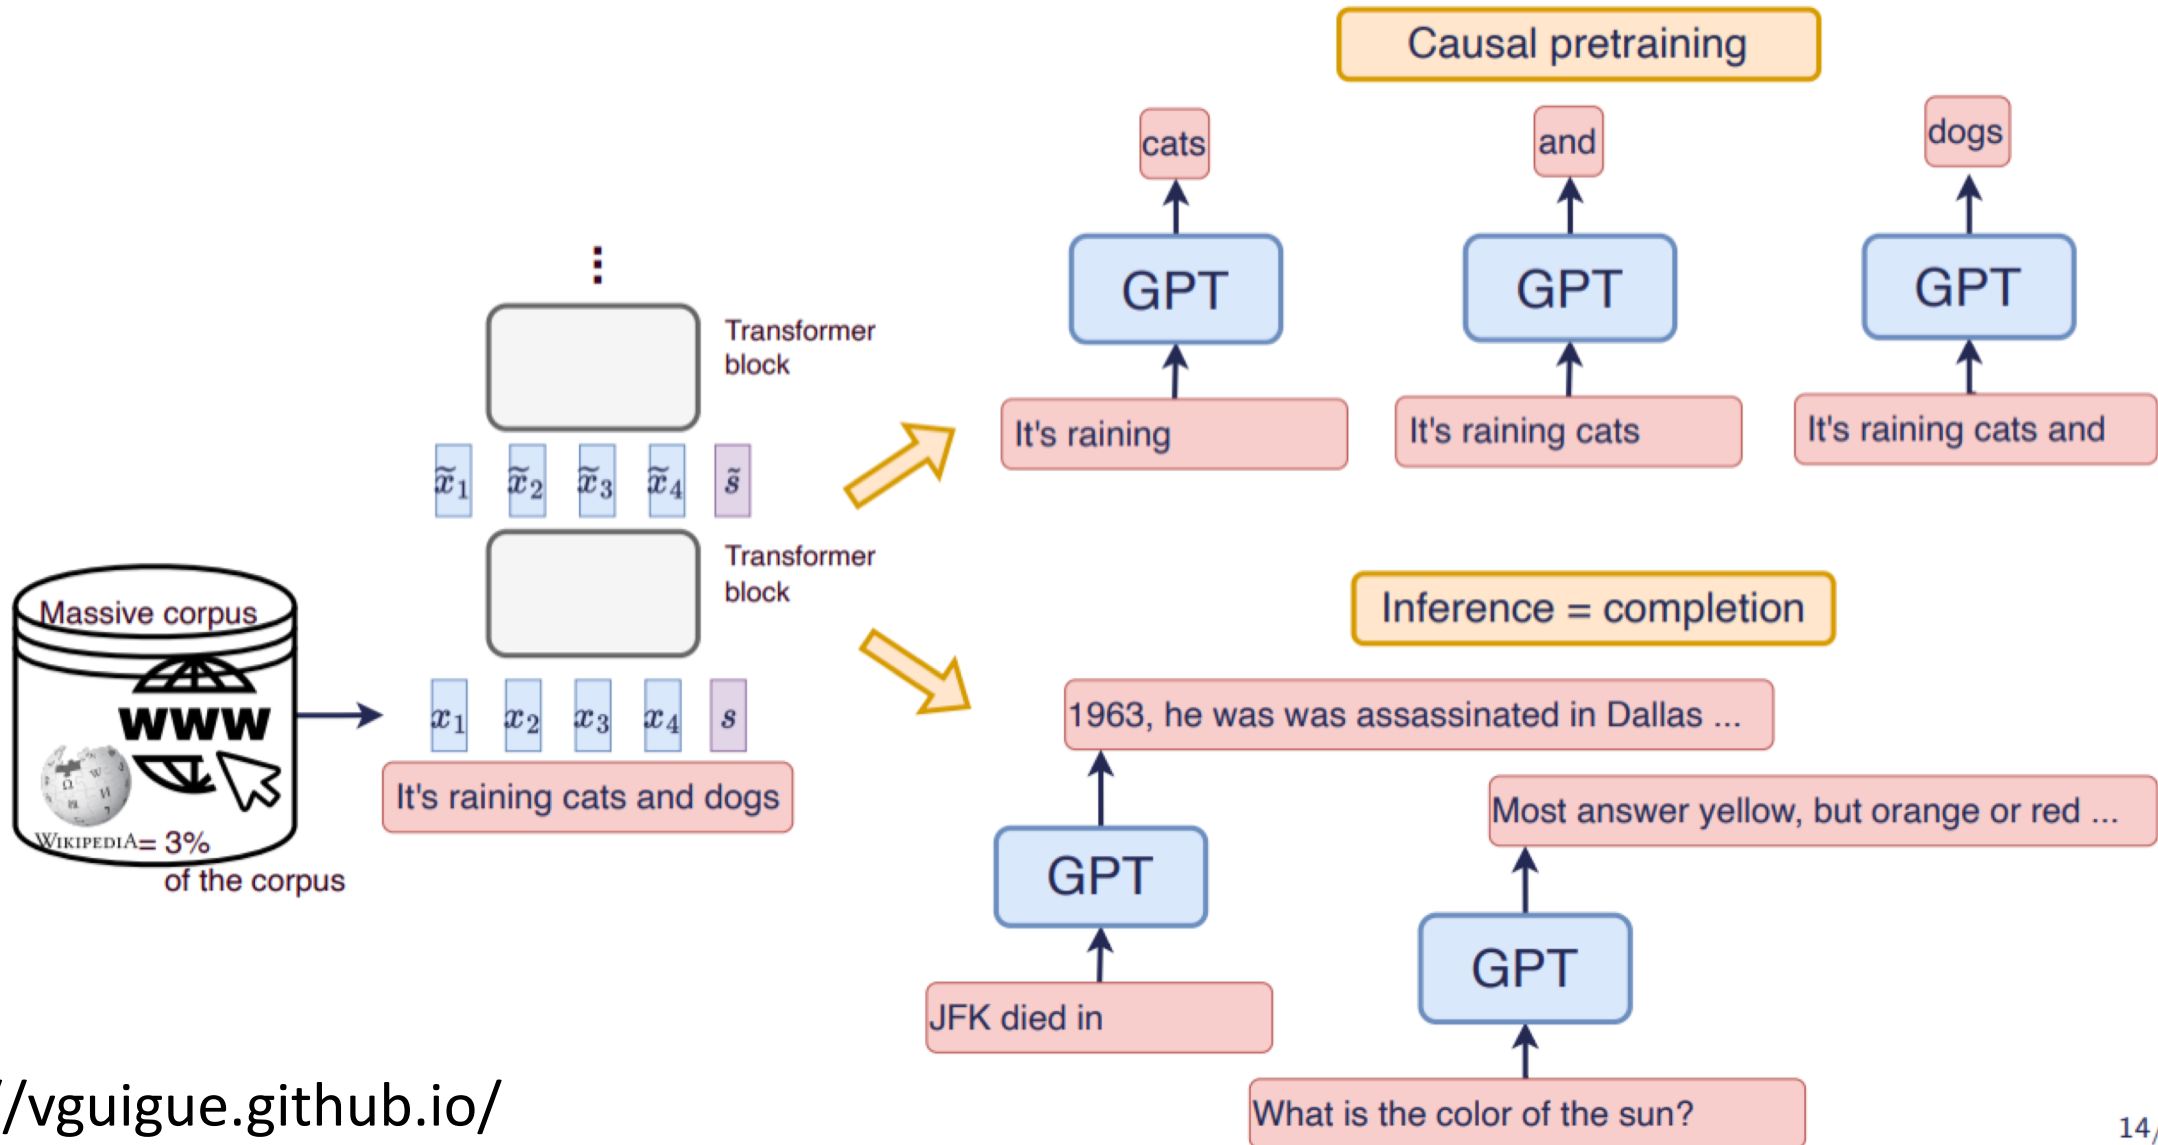 Causal pretraining
cats
and
dogs
GPT
GPT
GPT
It's raining
It's raining cats
It's raining cats and
⋮
Transformer
block
x̃1 x̃2 x̃3 x̃4 s̃
Transformer
block
x1 x2 x3 x4 s
It's raining cats and dogs
Massive corpus
www
Ω W И
WIKIPEDIA = 3%
of the corpus
Inference = completion
1963, he was was assassinated in Dallas ...
GPT
JFK died in
Most answer yellow, but orange or red ...
GPT
What is the color of the sun?
//vguigue.github.io/
14/